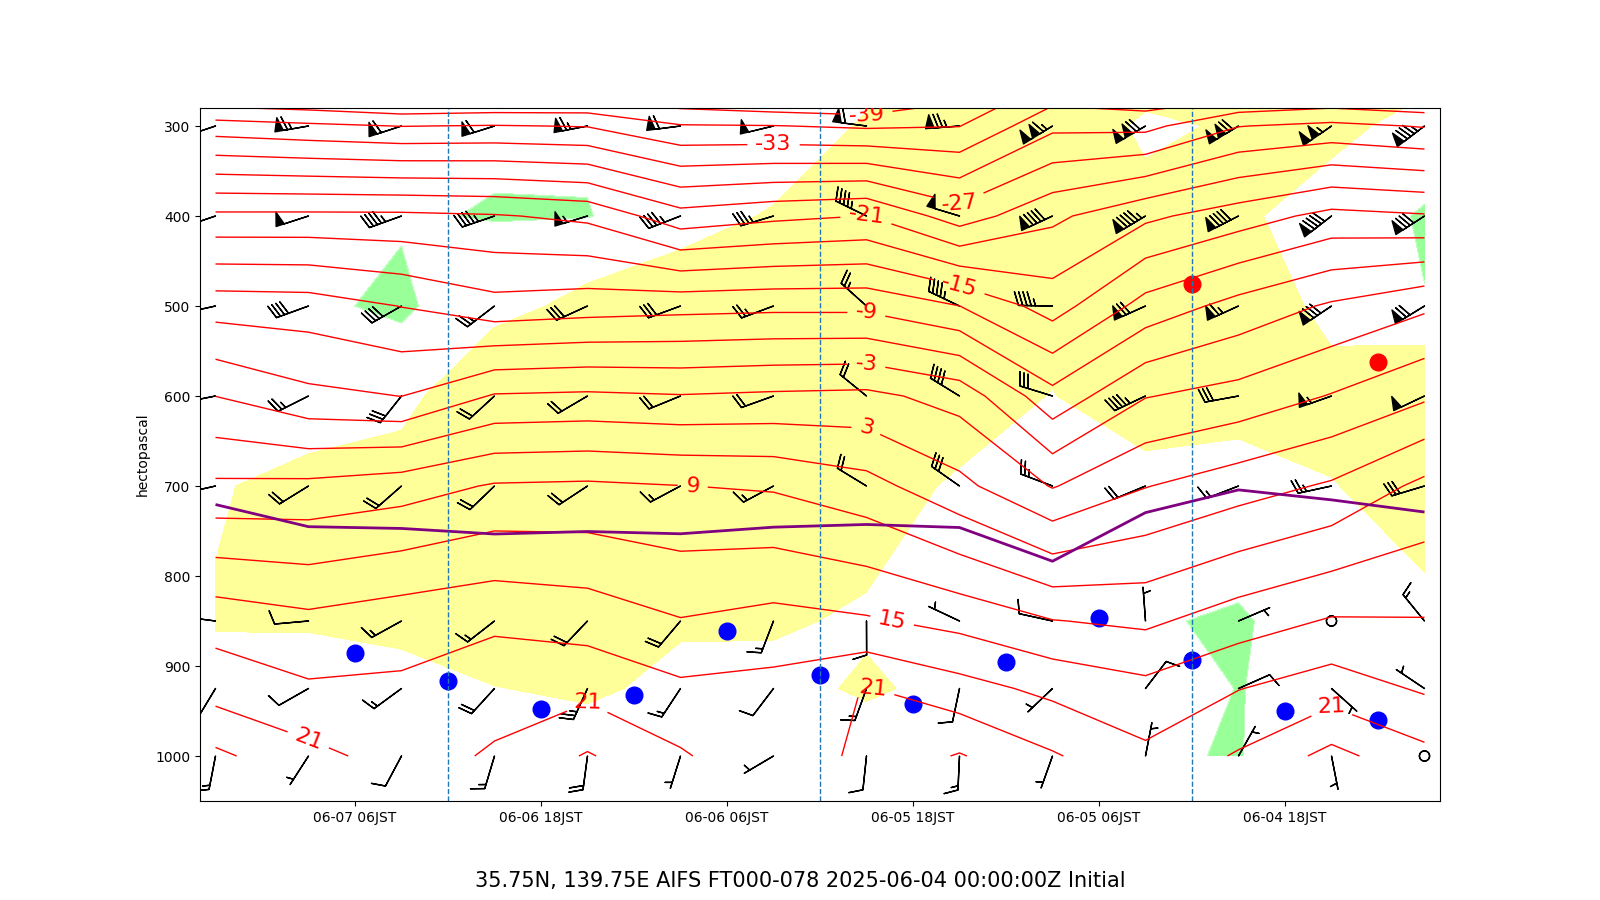 300
400
500
600
700
800
900
1000
hectopascal
-39
-33
-27
-21
-15
-9
-3
3
9
15
21
21
21
21
06-07 06JST
06-06 18JST
06-06 06JST
06-05 18JST
06-05 06JST
06-04 18JST
35.75N, 139.75E AIFS FT000-078 2025-06-04 00:00:00Z Initial